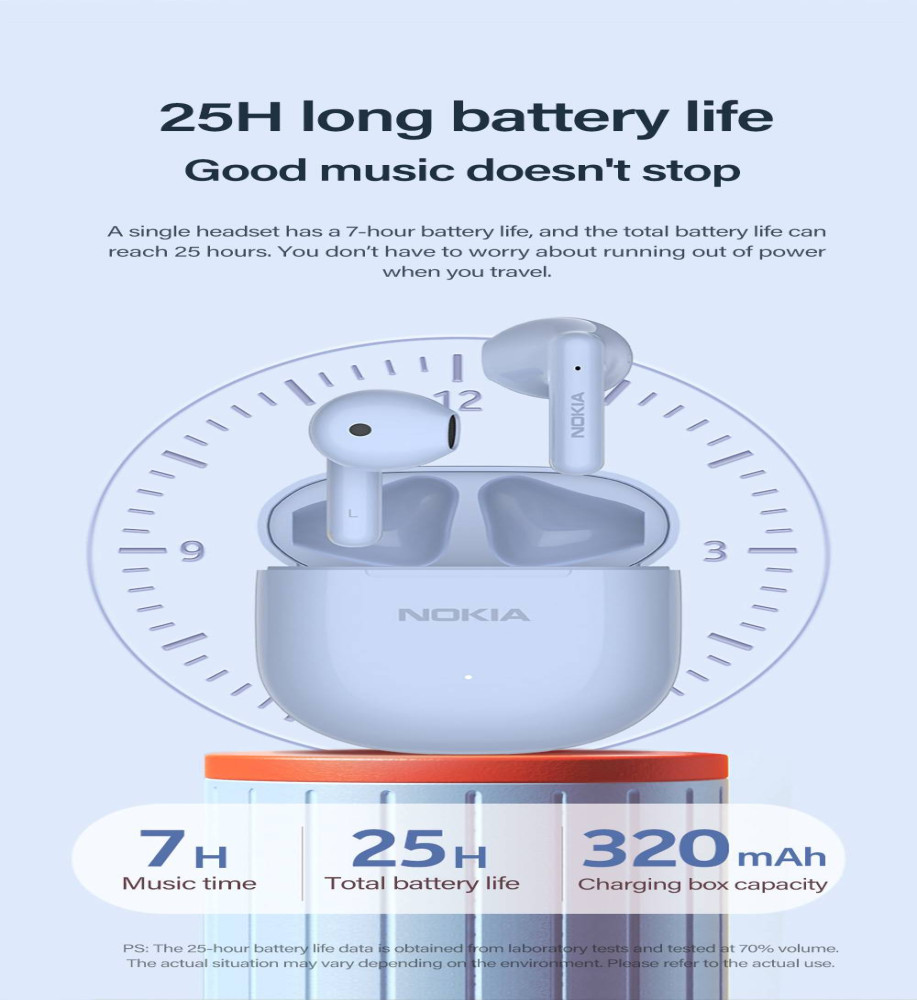 25H long battery life
Good music doesn't stop
A single headset has a 7-hour battery life, and the total battery life can
reach 25 hours. You don’t have to worry about running out of power
when you travel.
12
NOKIA
L
9
3
NOKIA
7H
25H
320mAh
Music time
Total battery life
Charging box capacity
PS: The 25-hour battery life data is obtained from laboratory tests and tested at 70% volume.
The actual situation may vary depending on the environment. Please refer to the actual use.